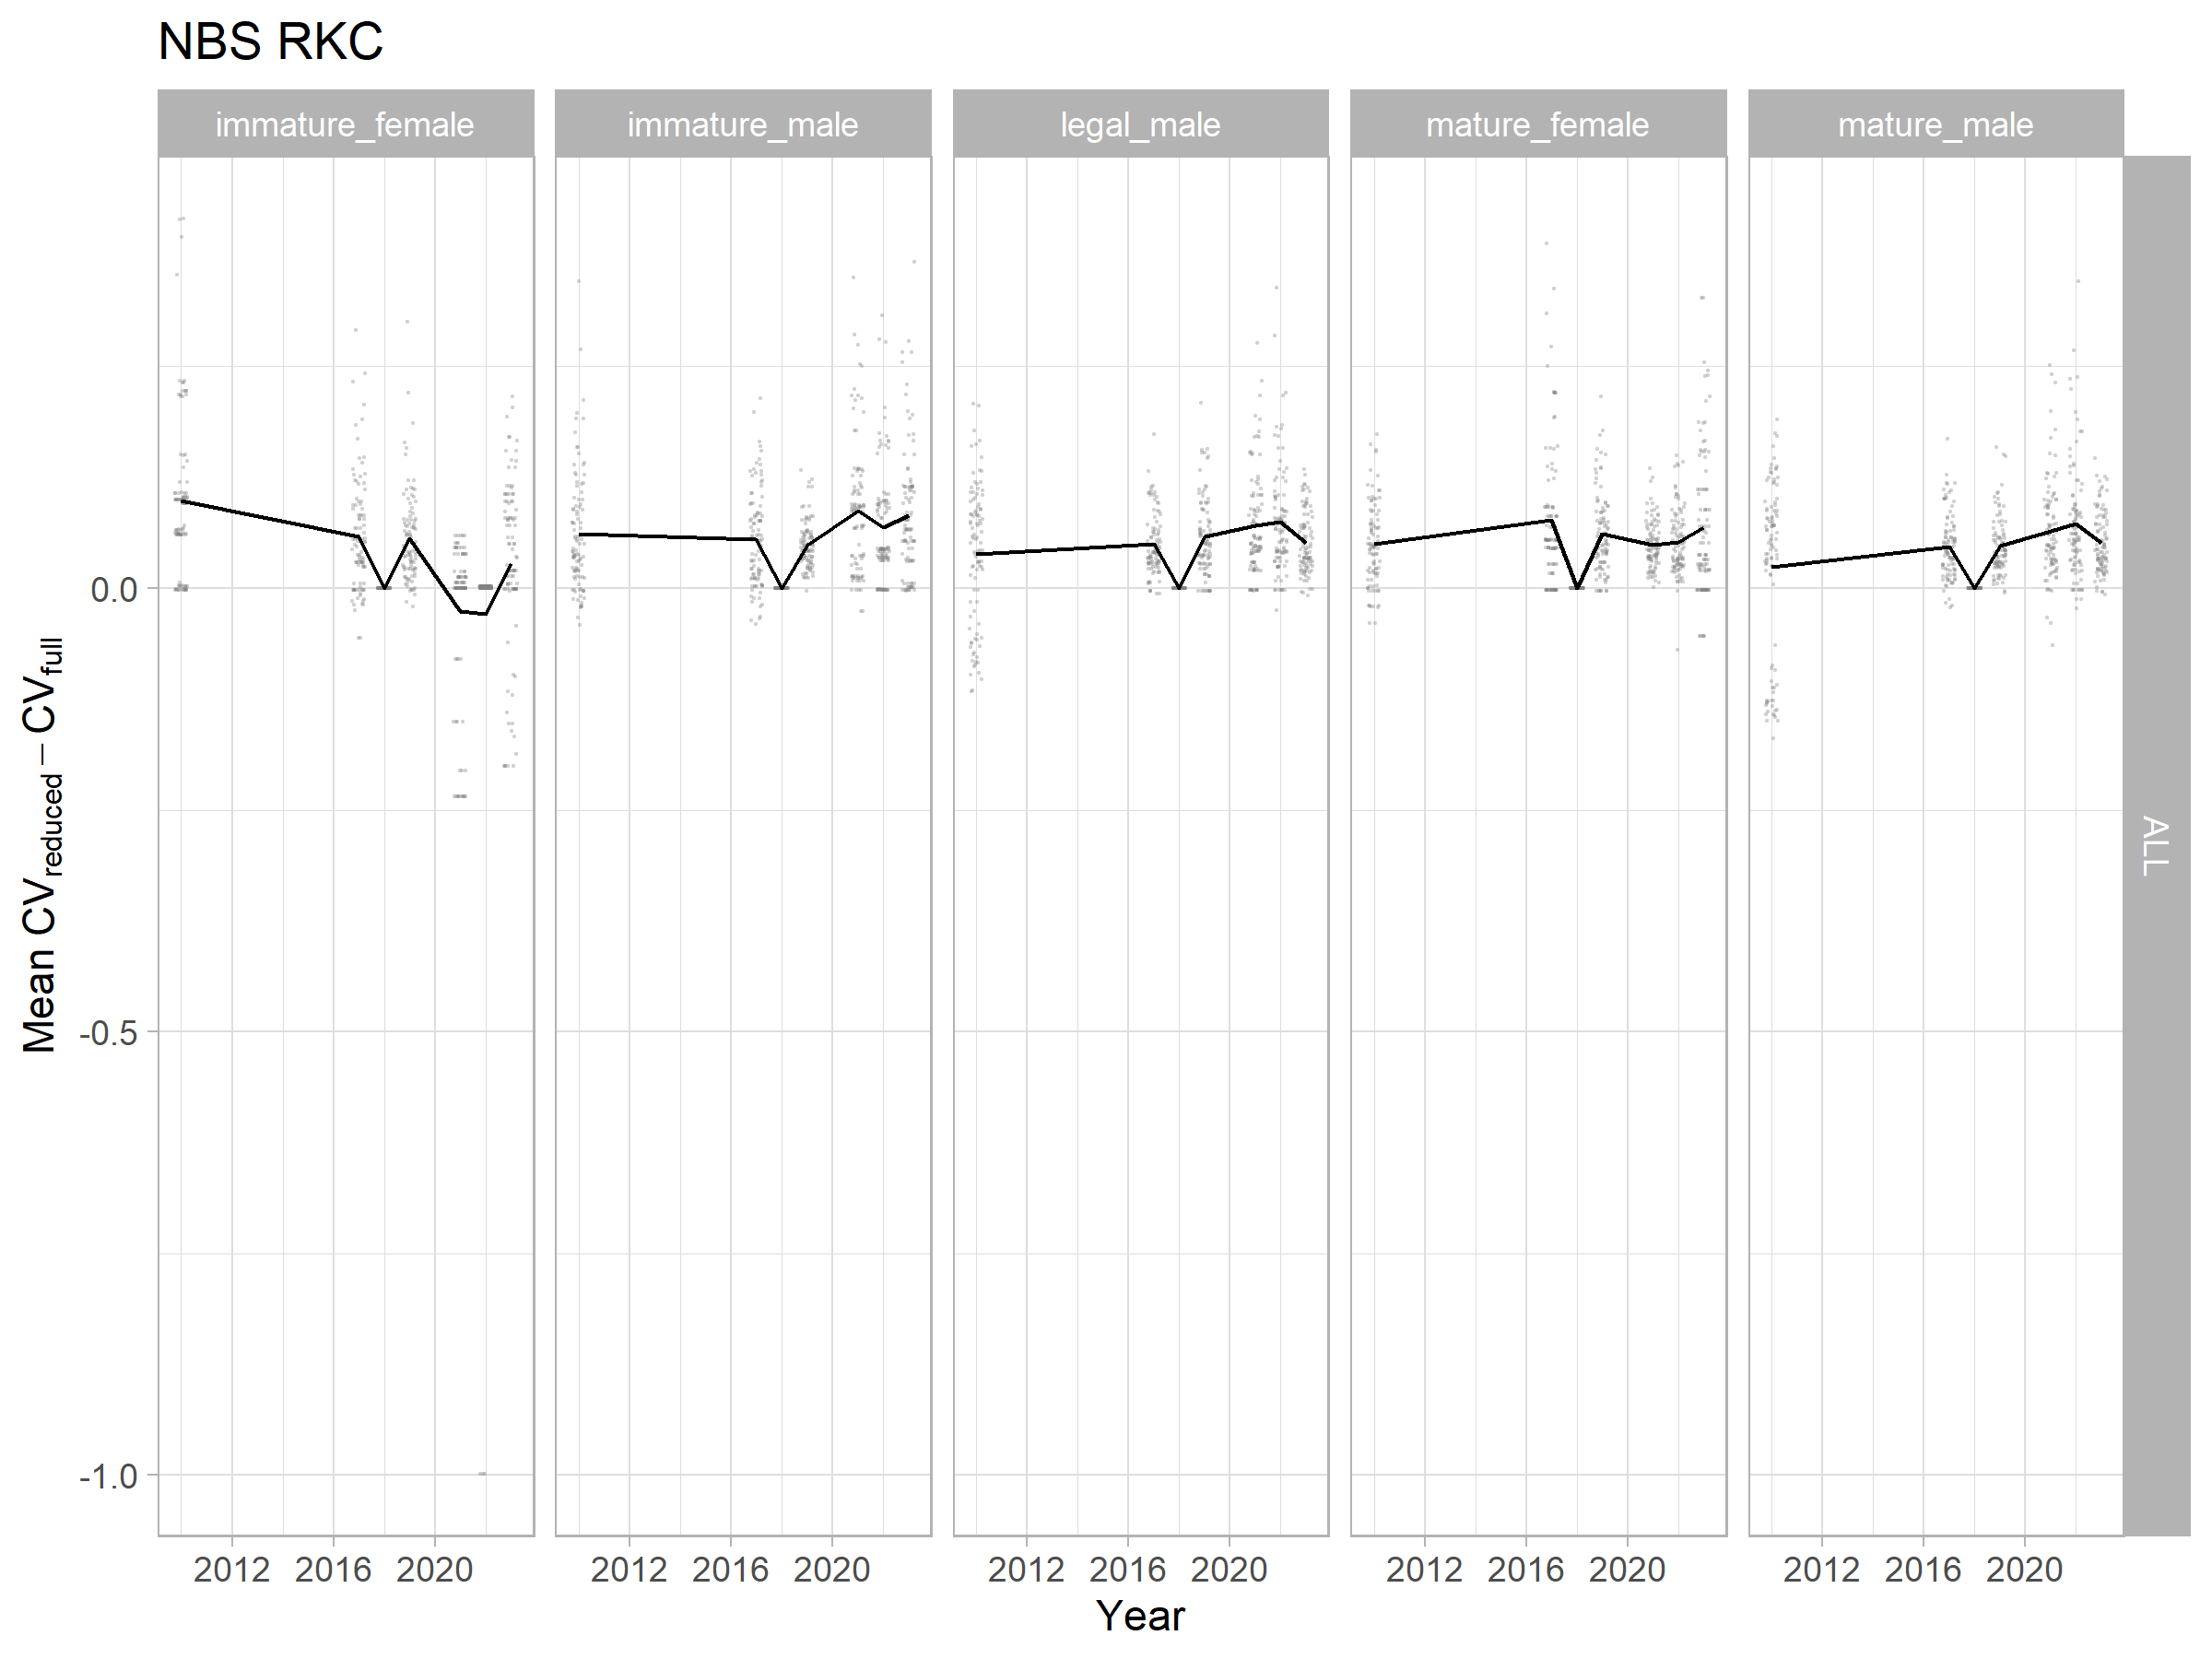 NBS RKC
immature_female immature_male legal_male mature_female mature_male
ALL
Mean CVreduced − CVfull
0.0
-0.5
-1.0
2012 2016 2020 2012 2016 2020 2012 2016 2020 2012 2016 2020 2012 2016 2020
Year